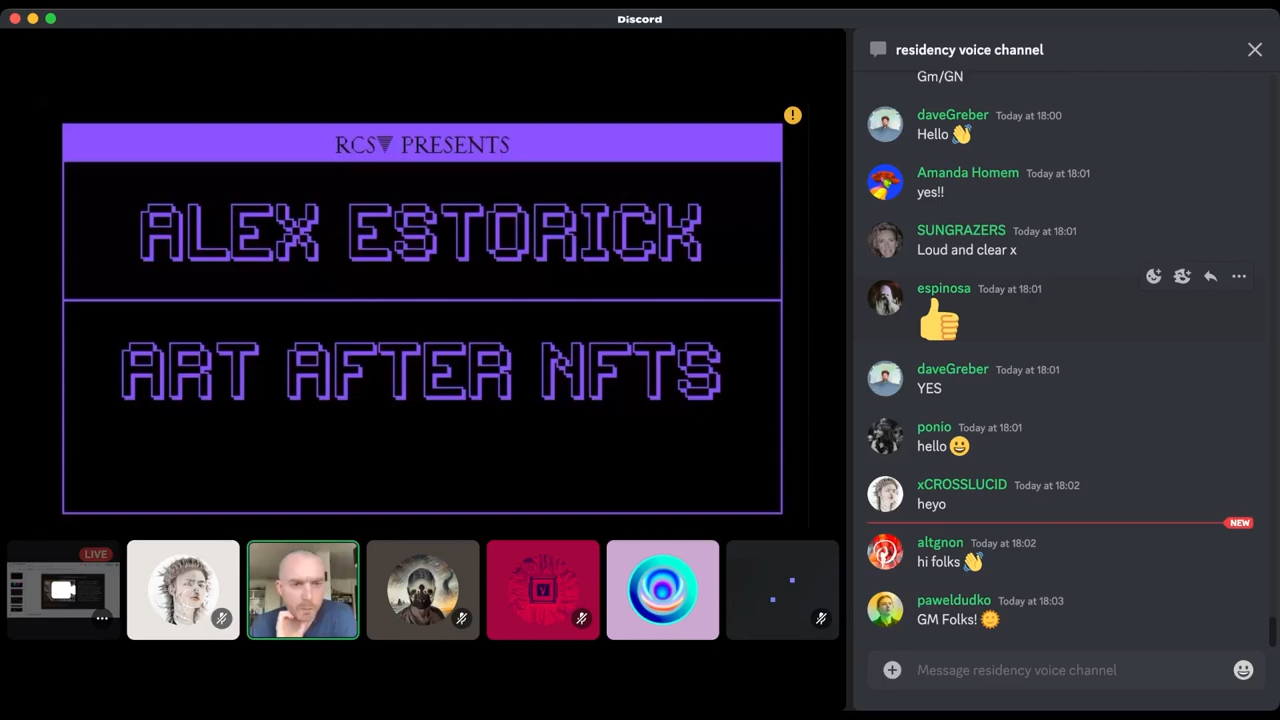 Discord
RCS PRESENTS
ALEX ESTORICK
ART AFTER NFTS
LIVE
V
residency voice channel
Gm/GN
daveGreber Today at 18:00
Hello 👋
Amanda Homem Today at 18:01
yes!!
SUNGRAZERS Today at 18:01
Loud and clear x
espinosa Today at 18:01
👍
daveGreber Today at 18:01
YES
ponio Today at 18:01
hello 😀
xCROSSLUCID Today at 18:02
heyo
NEW
altgnon Today at 18:02
hi folks 👋
paweldudko Today at 18:03
GM Folks! 🌞
Message residency voice channel